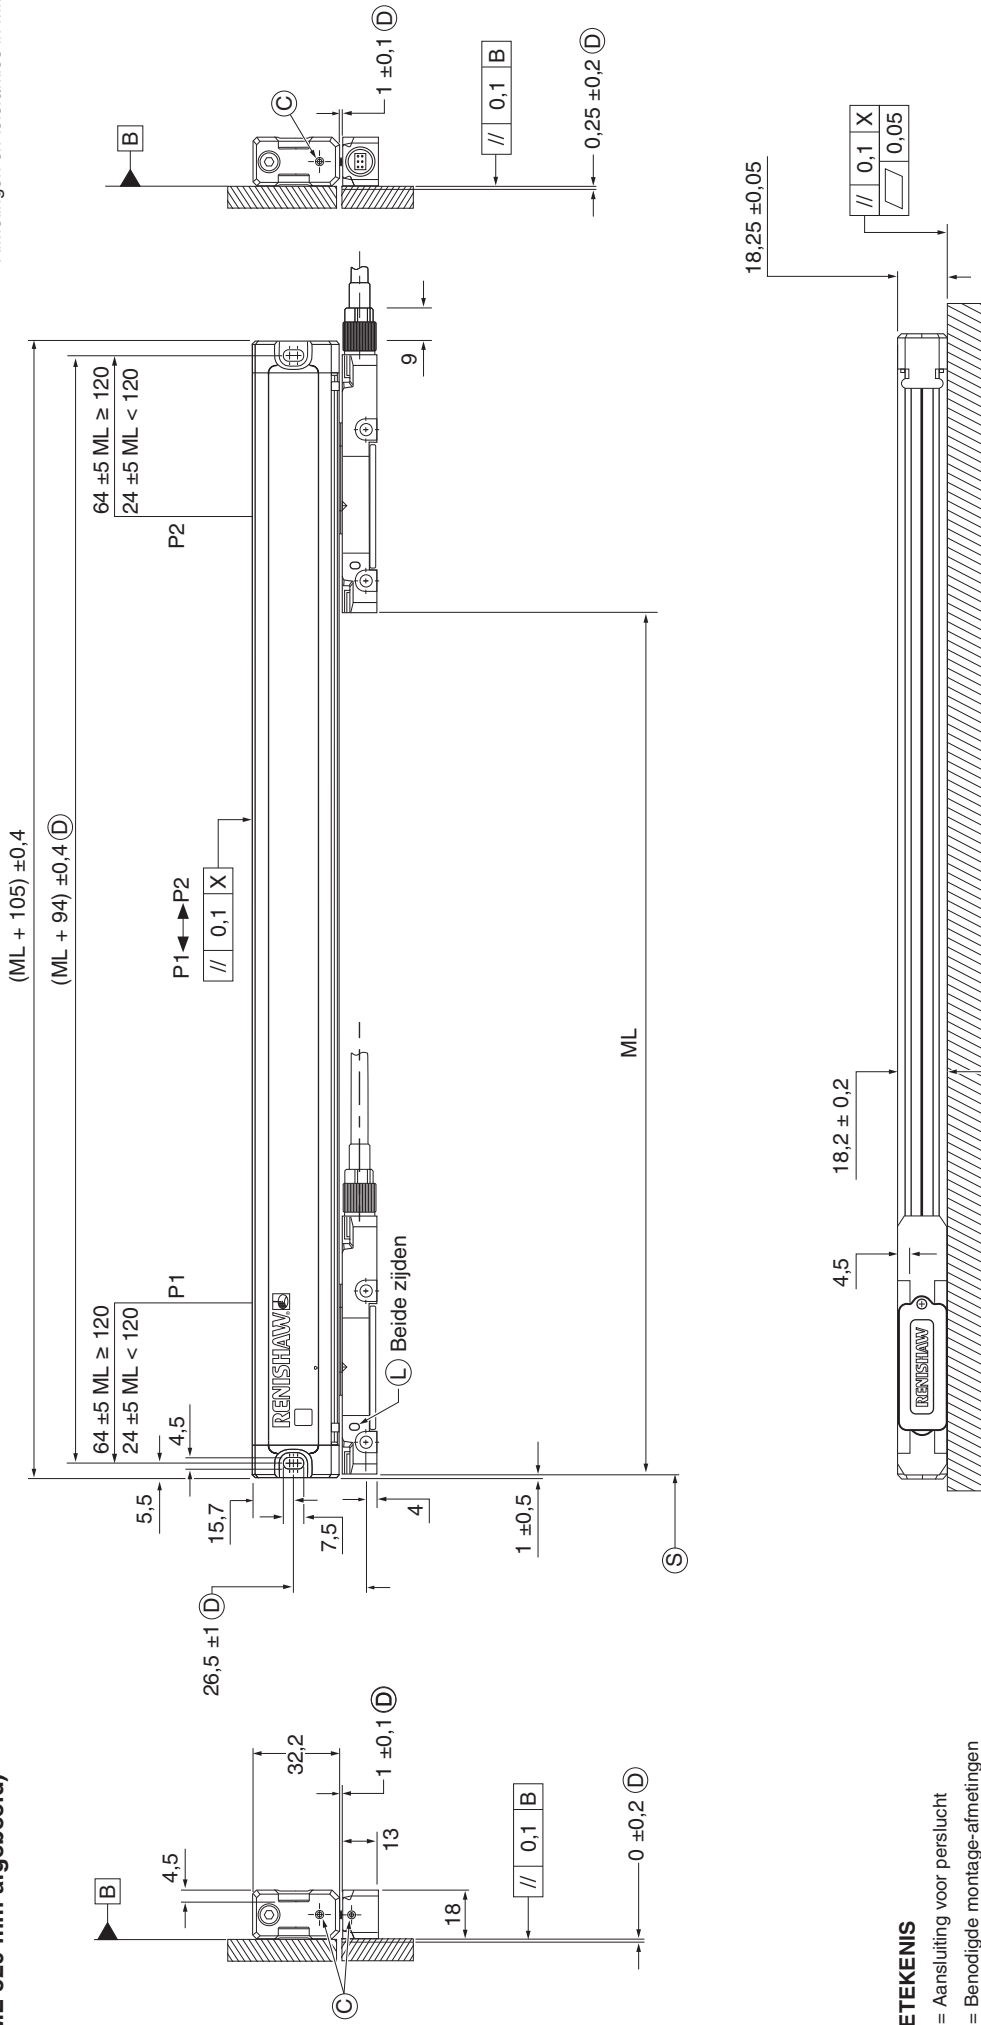 (ML + 105) ±0,4
(ML + 94) ±0,4 D
64 ±5 ML ≥ 120
24 ±5 ML < 120
P1
64 ±5 ML ≥ 120
24 ±5 ML < 120
P2
P1 P2
// 0,1 X
4,5
5,5
15,7
7,5
26,5 ±1 D
RENISHAW
L Beide zijden
4
1 ±0,5
S
ML
9
B
4,5
32,2
1 ±0,1 D
13
18
// 0,1 B
0 ±0,2 D
C
B
C
1 ±0,1 D
// 0,1 B
0,25 ±0,2 D
4,5
18,2 ± 0,2
18,25 ±0,05
// 0,1 X
0,05
RENISHAW
ETEKENIS
= Aansluiting voor perslucht
= Benodigde montage-afmetingen